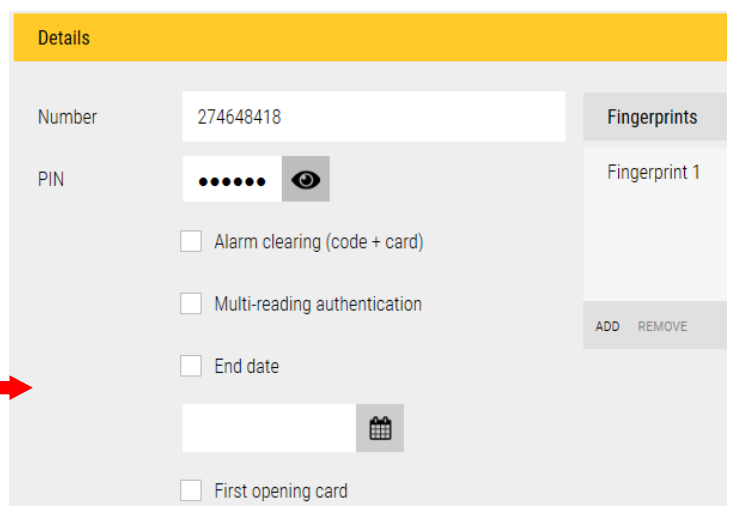 Details
Number
274648418
Fingerprints
PIN
••••••
Fingerprint 1
Alarm clearing (code + card)
Multi-reading authentication
ADD REMOVE
End date
First opening card